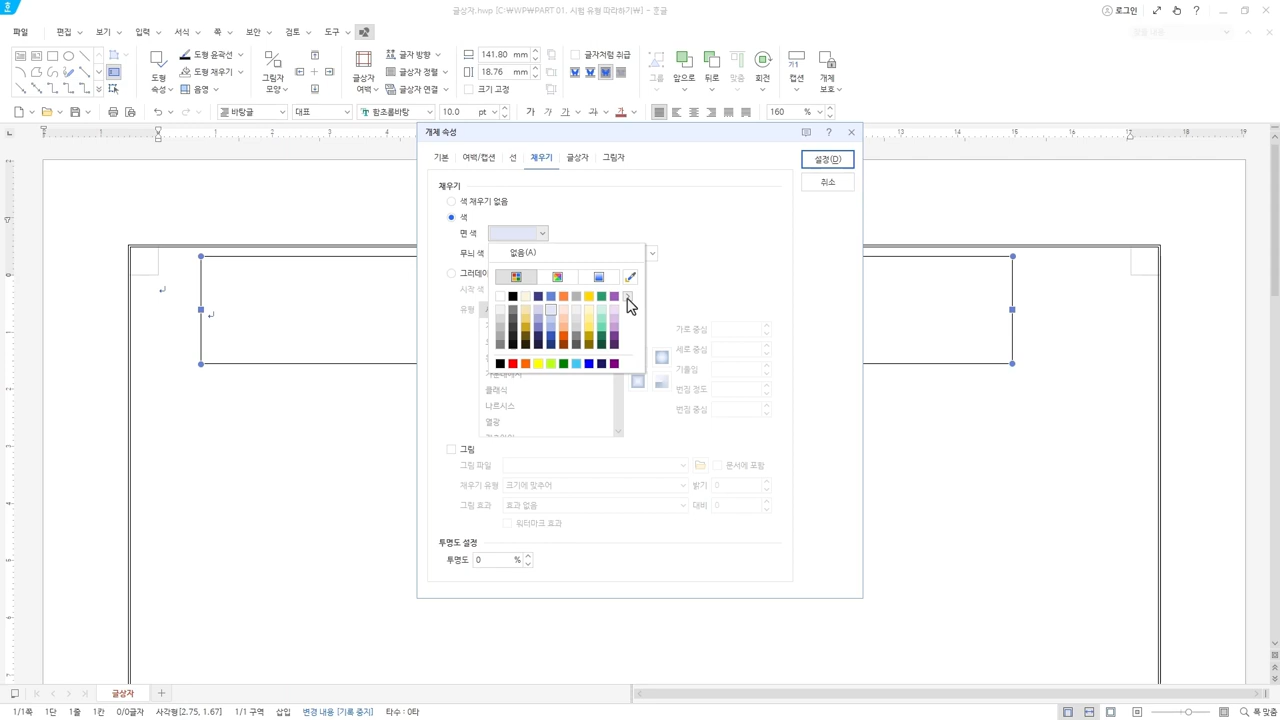 글상자.hwp [C:\WP\PART 01. 시험 유형 따라하기\] - 한글
로그인
파일 편집 보기 입력 서식 쪽 보안 검토 도구
도형 속성
도형 윤곽선
도형 채우기
음영
그림자 모양
글상자 여백
글자 방향
글자 정렬
글상자 연결
141.80 mm
18.76 mm
크기 고정
글자처럼 취급
그룹 앞으로 뒤로 맞춤 회전
캡션
개체 보호
바탕글 대표 함초롬바탕 10.0 pt
가 가 가 가 가
160 %
개체 속성
기본 여백/캡션 선 채우기 글상자 그림자
설정(D)
취소
채우기
색 채우기 없음
색
면 색
없음(A)
무늬 색
시작 색
유형
가로 중심
세로 중심
기울임
번짐 정도
번짐 중심
클래식
나르시스
열광
그림
그림 파일
문서에 포함
채우기 유형 크기에 맞추어 밝기 0
그림 효과 효과 없음 대비 0
워터마크 효과
투명도 설정
투명도 0 %
글상자
1/1쪽 1단 1줄 1칸 0/0글자 사각형[2.75, 1.67] 1/1 구역 삽입 변경 내용 [기록 중지] 타수 : 0타
폭 맞춤